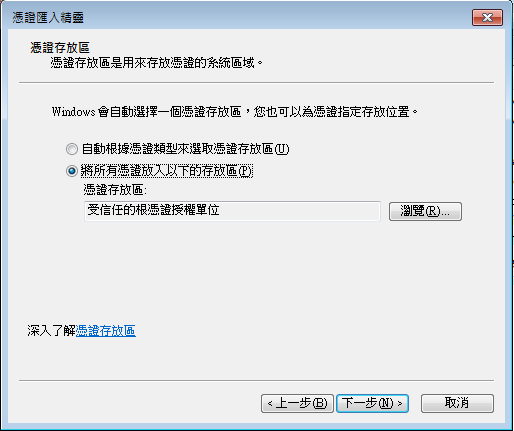 憑證匯入精靈
憑證存放區
憑證存放區是用來存放憑證的系統區域。
Windows 會自動選擇一個憑證存放區，您也可以為憑證指定存放位置。
自動根據憑證類型來選取憑證存放區(U)
將所有憑證放入以下的存放區(P)
憑證存放區:
受信任的根憑證授權單位
瀏覽(R)...
深入了解憑證存放區
< 上一步(B)
下一步(N) >
取消